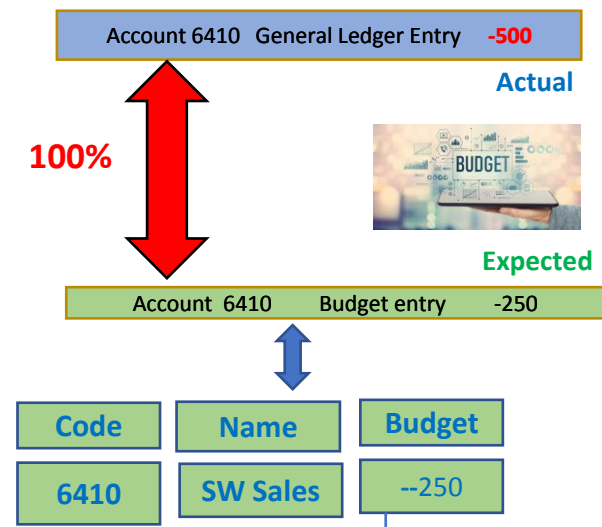 Account 6410 General Ledger Entry -500
Actual
100%
BUDGET
Expected
Account 6410 Budget entry -250
Code Name Budget
6410 SW Sales --250